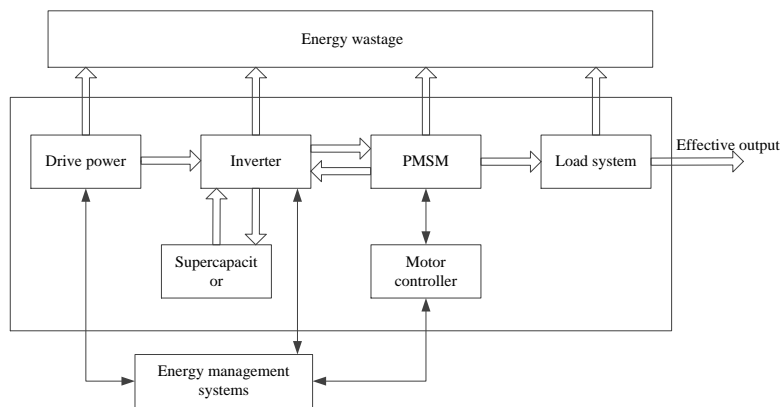 Energy wastage
Drive power
Inverter
PMSM
Load system
Effective output
Supercapacit
or
Motor
controller
Energy management
systems